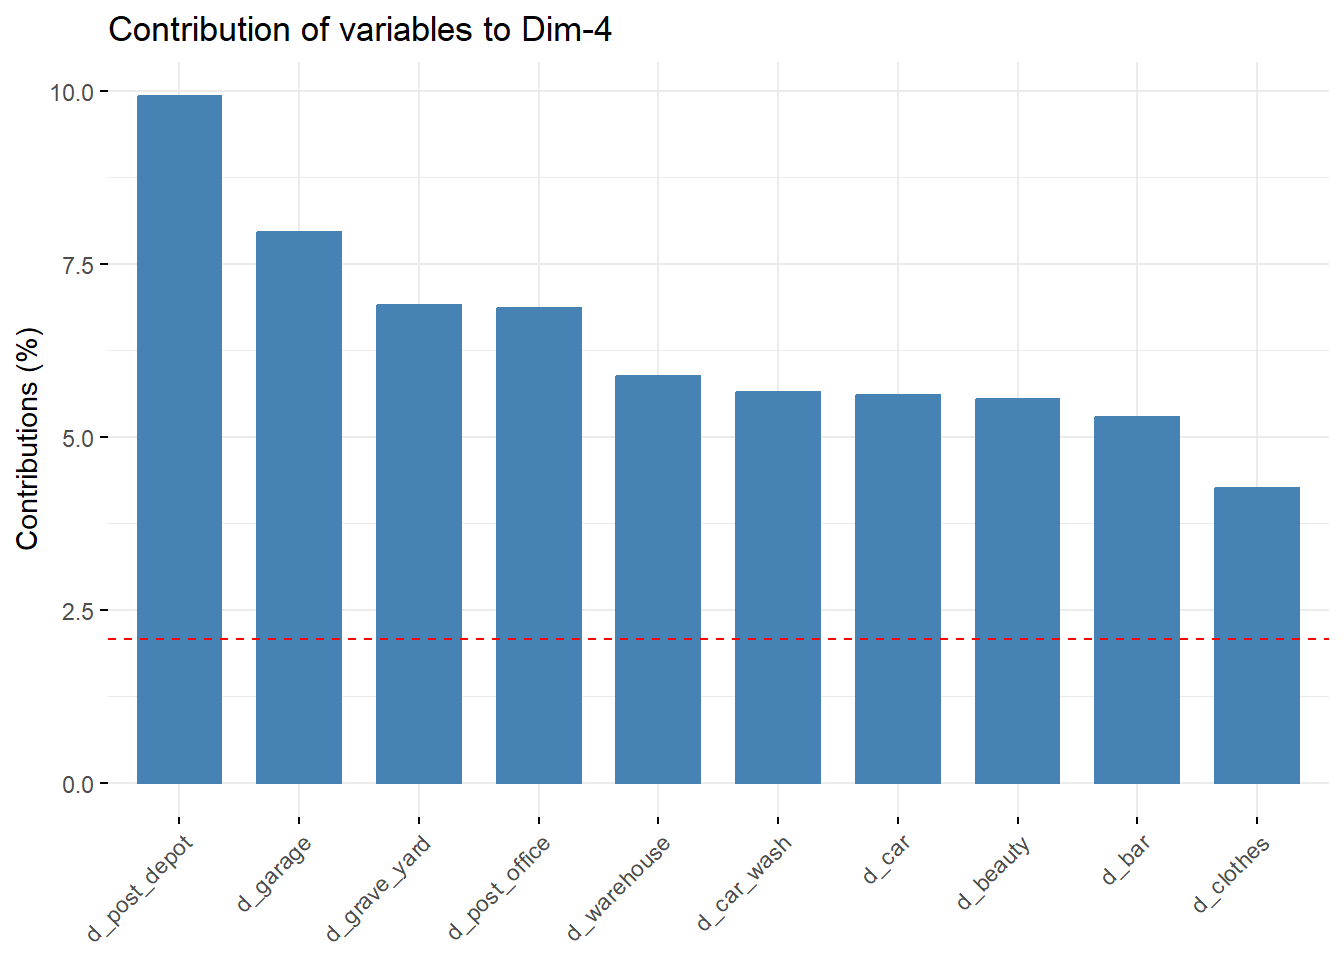 Contribution of variables to Dim-4
Contributions (%)
10.0
7.5
5.0
2.5
0.0
d_post_depot
d_garage
d_grave_yard
d_post_office
d_warehouse
d_car_wash
d_car
d_beauty
d_bar
d_clothes